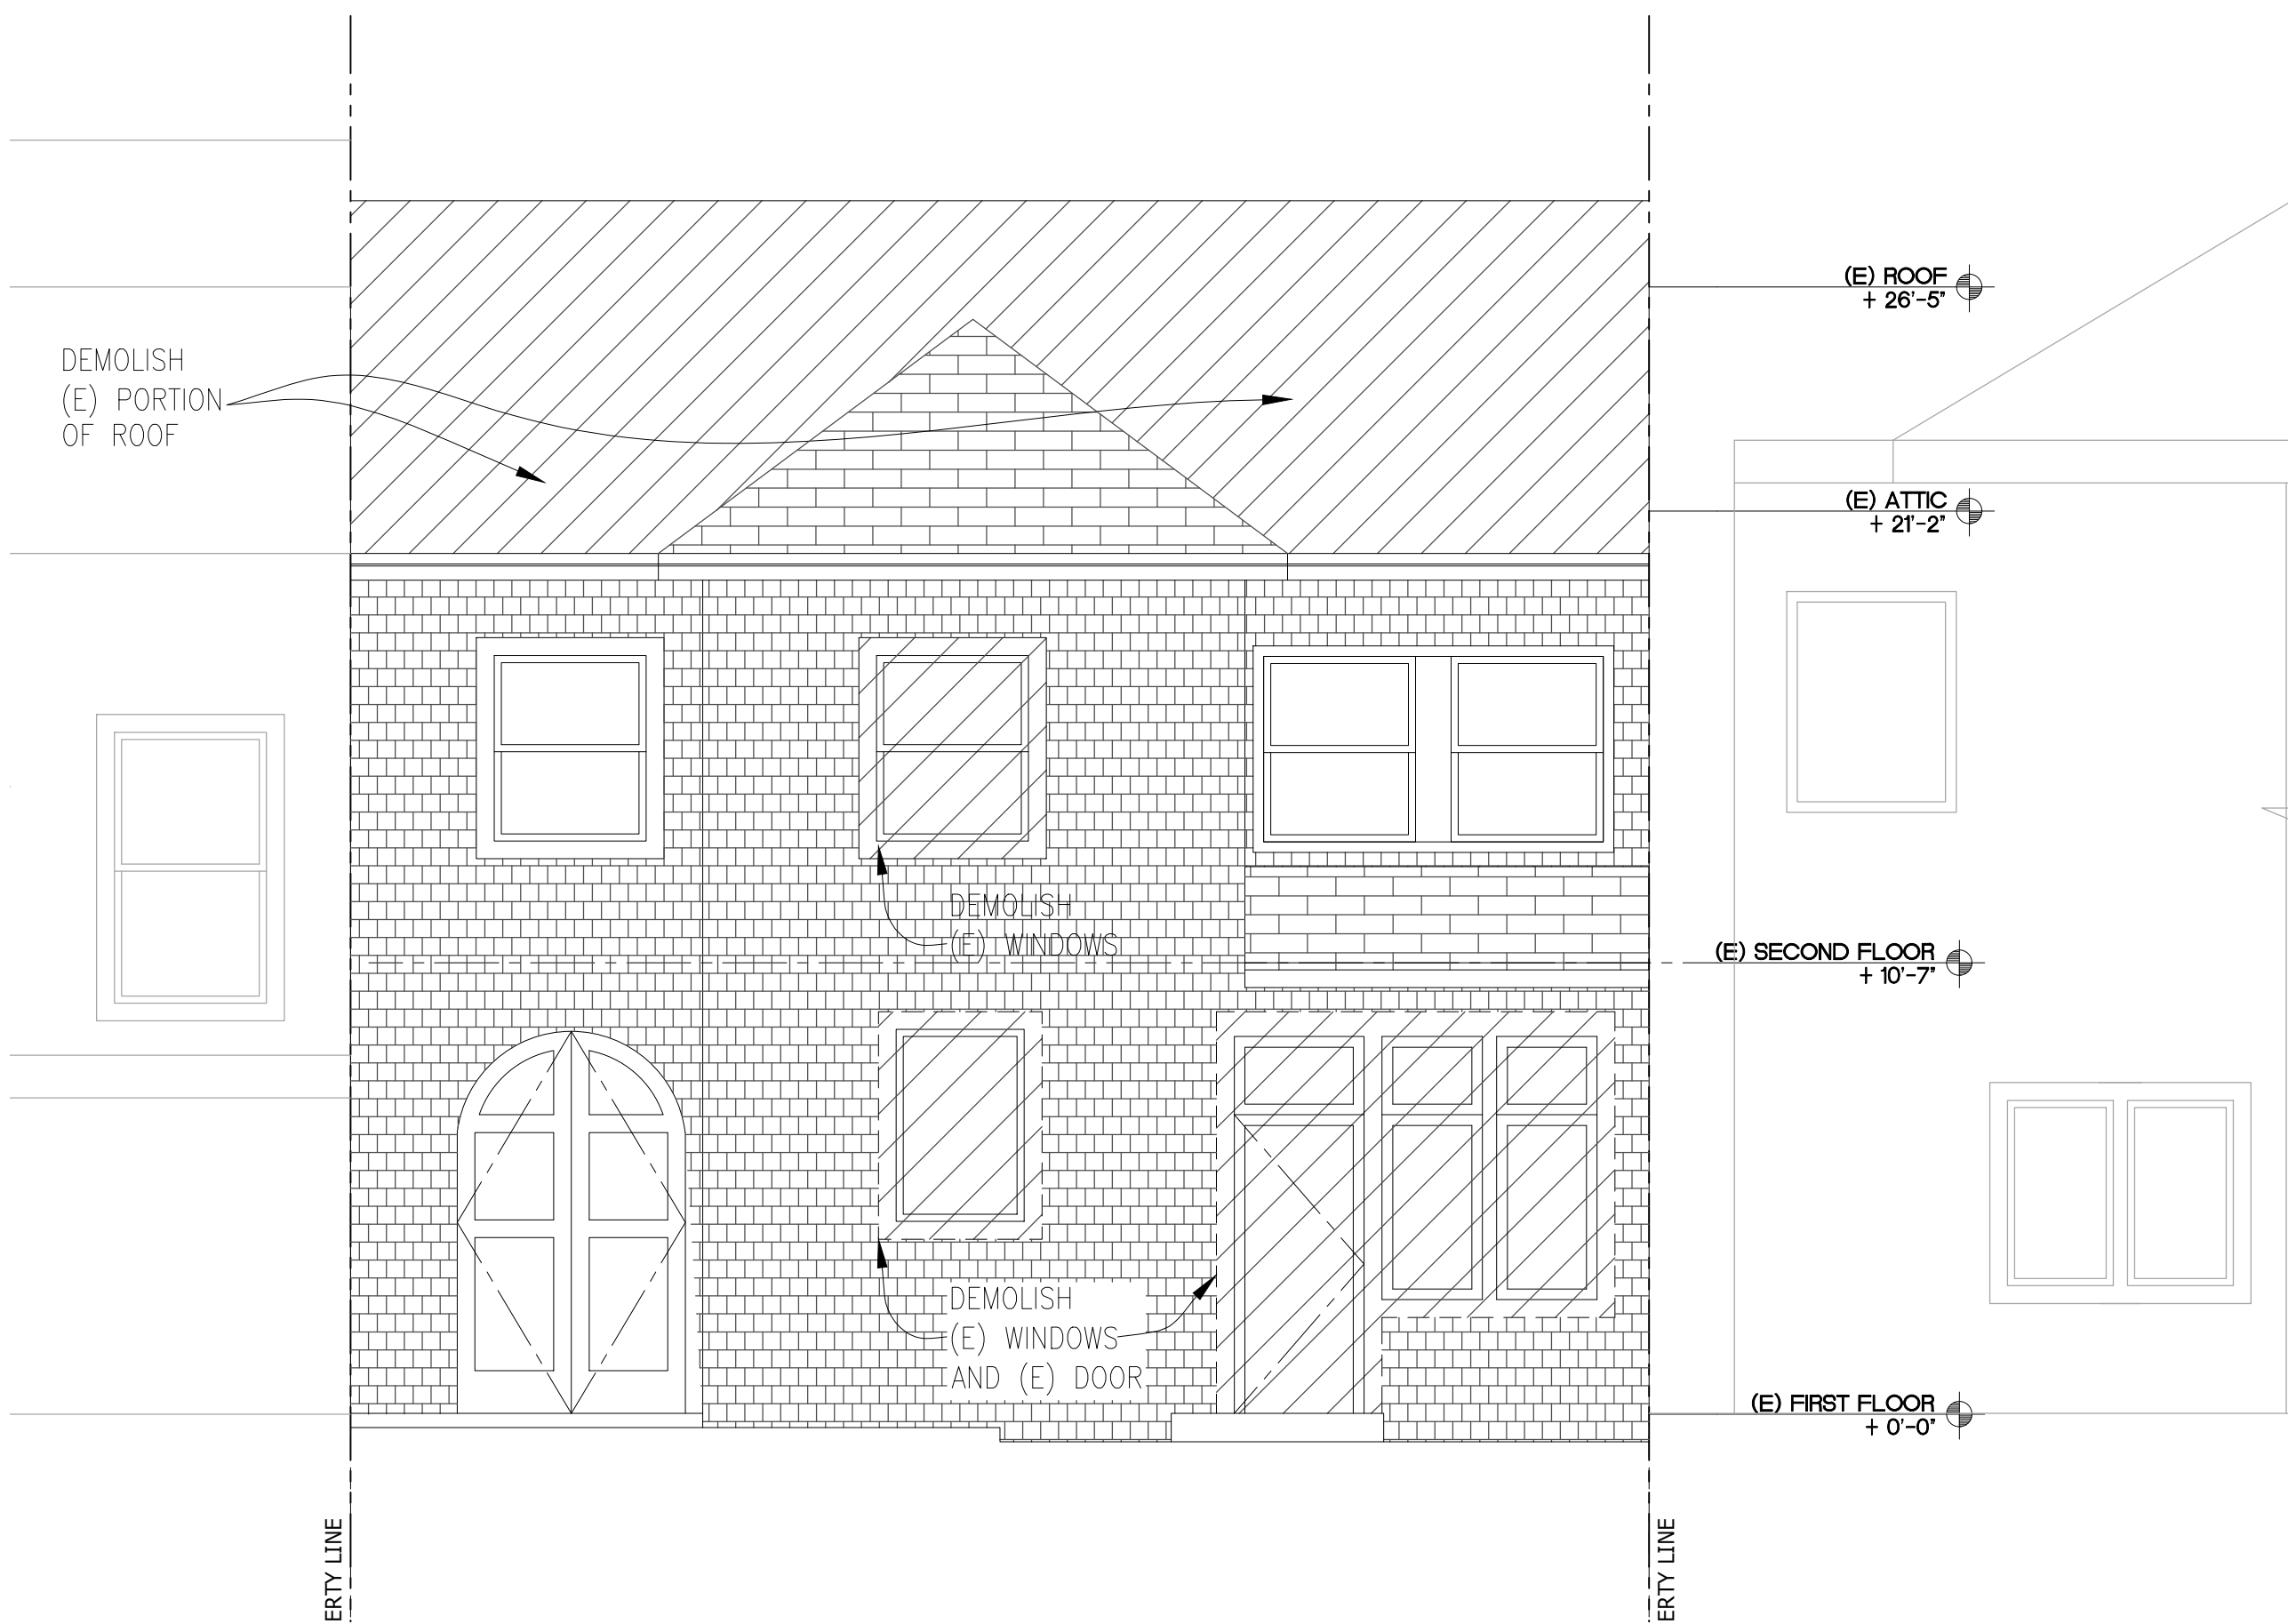 (E) ROOF
+ 26'-5"
DEMOLISH
(E) PORTION
OF ROOF
(E) ATTIC
+ 21'-2"
DEMOLISH
(E) WINDOWS
(E) SECOND FLOOR
+ 10'-7"
DEMOLISH
(E) WINDOWS
AND (E) DOOR
(E) FIRST FLOOR
+ 0'-0"
ERTY LINE
ERTY LINE